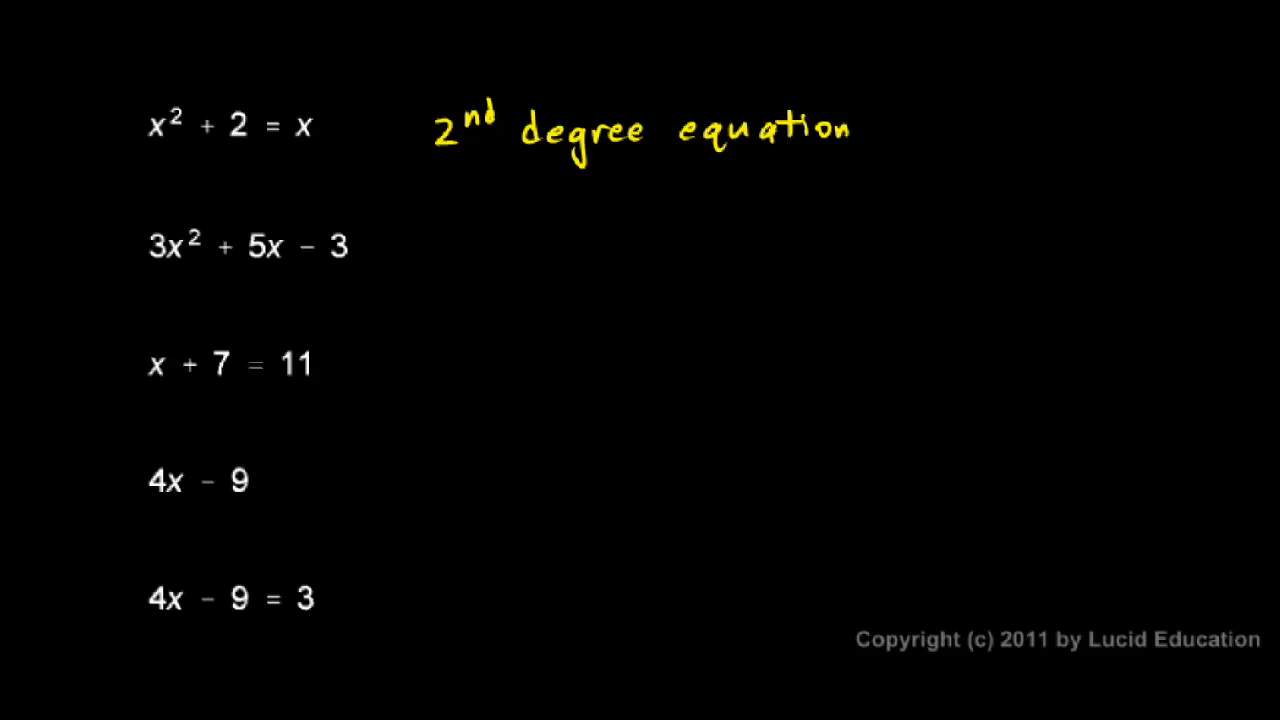 x² + 2 = x 2ⁿᵈ degree equation
3x² + 5x − 3
x + 7 = 11
4x − 9
4x − 9 = 3
Copyright (c) 2011 by Lucid Education